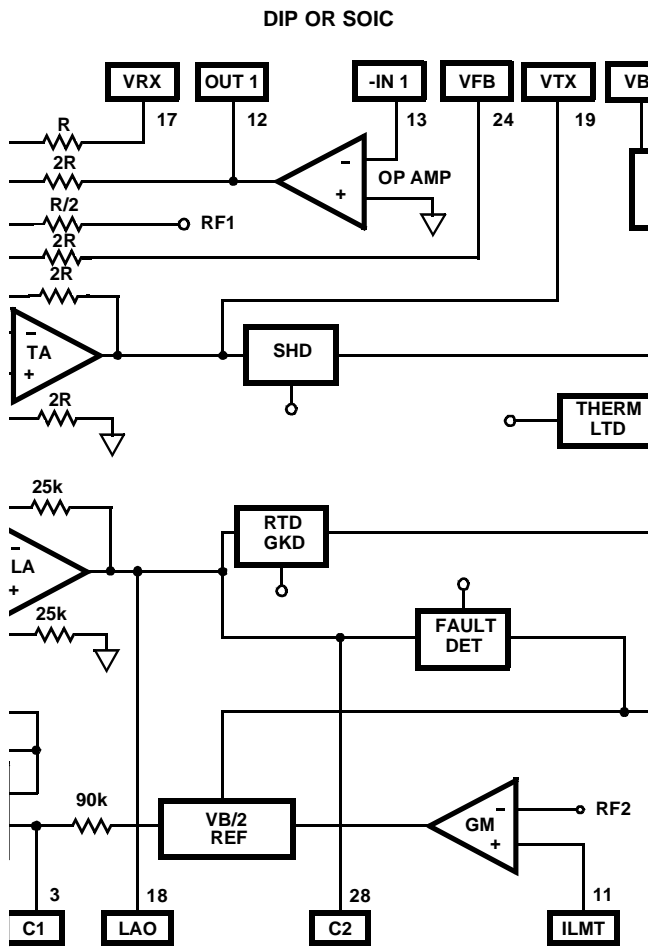 DIP OR SOIC
VRX
OUT 1
-IN 1
VFB
VTX
VB
17
12
13
24
19
R
2R
OP AMP
-
+
R/2
RF1
2R
2R
-
TA
+
SHD
2R
THERM
LTD
25k
RTD
GKD
-
LA
+
25k
FAULT
DET
90k
VB/2
REF
-
GM
+
RF2
3
18
28
11
C1
LAO
C2
ILMT